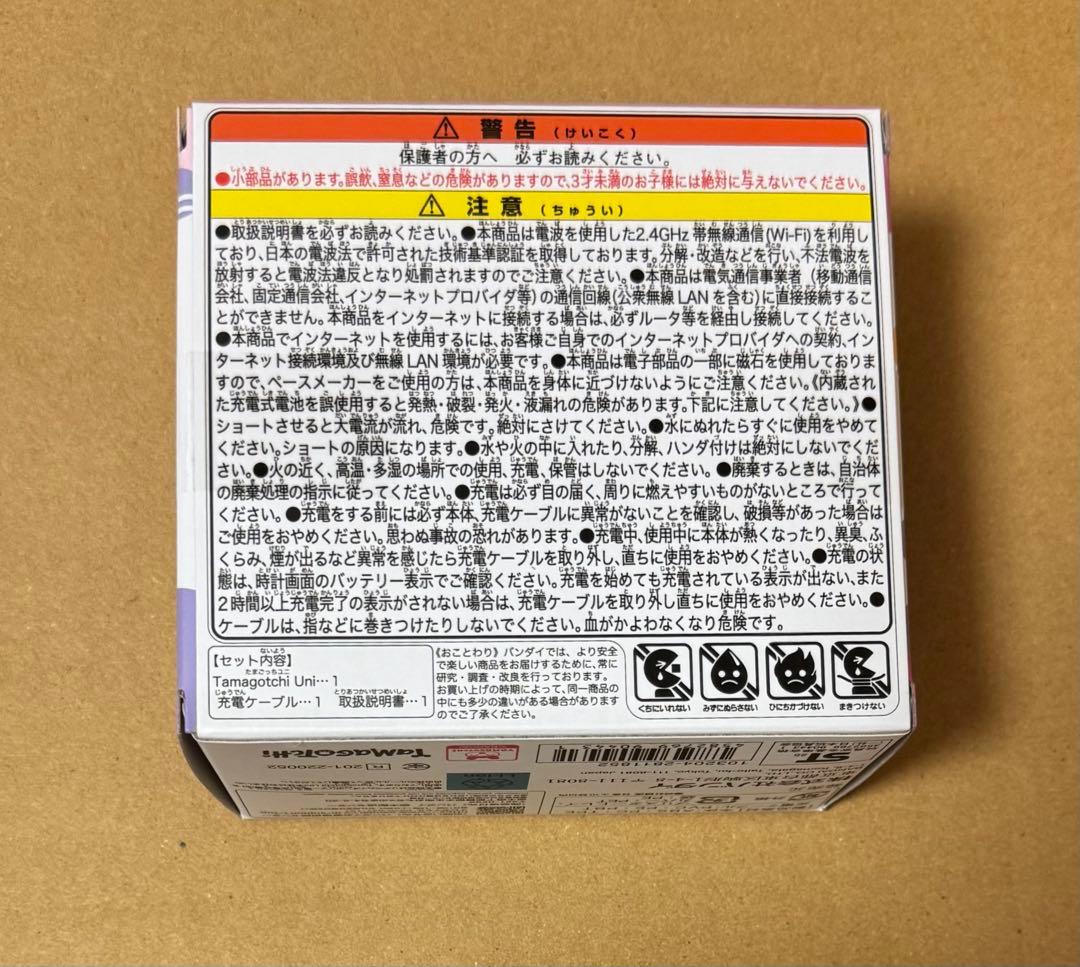 ⚠ 警告（けいこく）
保護者の方へ 必ずお読みください。
●小部品があります。誤飲、窒息などの危険がありますので、3才未満のお子様には絶対に与えないでください。
⚠ 注意（ちゅうい）
●取扱説明書を必ずお読みください。●本商品は電波を使用した2.4GHz 帯無線通信(Wi-Fi)を利用し
ており、日本の電波法で許可された技術基準認証を取得しております。分解・改造などを行い、不法電波を
放射すると電波法違反となり処罰されますのでご注意ください。●本商品は電気通信事業者（移動通信
会社、固定通信会社、インターネットプロバイダ等）の通信回線(公衆無線 LANを含む)に直接接続するこ
とができません。本商品をインターネットに接続する場合は、必ずルータ等を経由し接続してください。
●本商品でインターネットを使用するには、お客様ご自身でのインターネットプロバイダへの契約、イン
ターネット接続環境及び無線 LAN 環境が必要です。●本商品は電子部品の一部に磁石を使用しておりま
すので、ペースメーカーをご使用の方は、本商品を身体に近づけないようにご注意ください。《内蔵され
た充電式電池を誤使用すると発熱・破裂・発火・液漏れの危険があります。下記に注意してください。》●
ショートさせると大電流が流れ、危険です。絶対にさけてください。●水にぬれたらすぐに使用をやめて
ください。ショートの原因になります。●水や火の中に入れたり、分解、ハンダ付けは絶対にしないでくだ
さい。●火の近く、高温・多湿の場所での使用、充電、保管はしないでください。●廃棄するときは、自治体
の廃棄処理の指示に従ってください。●充電は必ず目の届く、周りに燃えやすいものがないところで行って
ください。●充電をする前には必ず本体、充電ケーブルに異常がないことを確認し、破損等があった場合は
ご使用をおやめください。思わぬ事故の恐れがあります。●充電中、使用中に本体が熱くなったり、異臭、ふ
くらみ、煙が出るなど異常を感じたら充電ケーブルを取り外し、直ちに使用をおやめください。●充電の状
態は、時計画面のバッテリー表示でご確認ください。充電を始めても充電されている表示が出ない、また
2時間以上充電完了の表示がされない場合は、充電ケーブルを取り外し直ちに使用をおやめください。●
ケーブルは、指などに巻きつけたりしないでください。血がかよわなくなり危険です。
【セット内容】
Tamagotchi Uni…1
充電ケーブル…1 取扱説明書…1
《おことわり》バンダイでは、より安全
で楽しい商品をお届けするために、常に
研究・調査・改良を行っております。
お買い上げの時期によって、同一商品の
中にも多少の違いがある場合があります
のでご了承ください。
くちにいれない
みずにぬらさない
ひにちかづけない
まきつけない
TaMaGoTCHi
R 201-220052
Li-ion
ST
株式会社バンダイ 〒111-8081